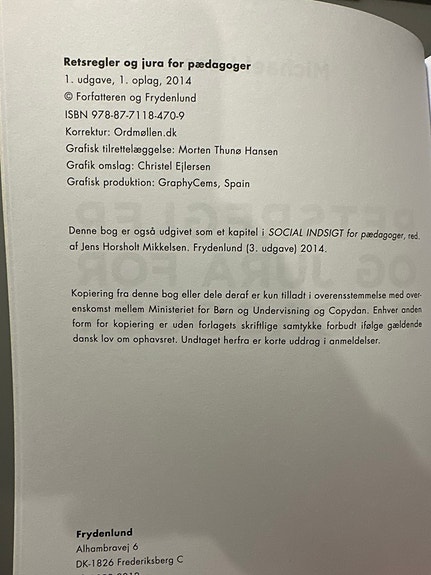 Retsregler og jura for pædagoger
1. udgave, 1. oplag, 2014
© Forfatteren og Frydenlund
ISBN 978-87-7118-470-9
Korrektur: Ordmøllen.dk
Grafisk tilrettelæggelse: Morten Thunø Hansen
Grafik omslag: Christel Ejlersen
Grafisk produktion: GraphyCems, Spain
Denne bog er også udgivet som et kapitel i SOCIAL INDSIGT for pædagoger, red.
af Jens Horsholt Mikkelsen. Frydenlund (3. udgave) 2014.
Kopiering fra denne bog eller dele deraf er kun tilladt i overensstemmelse med over-
enskomst mellem Ministeriet for Børn og Undervisning og Copydan. Enhver anden
form for kopiering er uden forlagets skriftlige samtykke forbudt ifølge gældende
dansk lov om ophavsret. Undtaget herfra er korte uddrag i anmeldelser.
Frydenlund
Alhambravej 6
DK-1826 Frederiksberg C